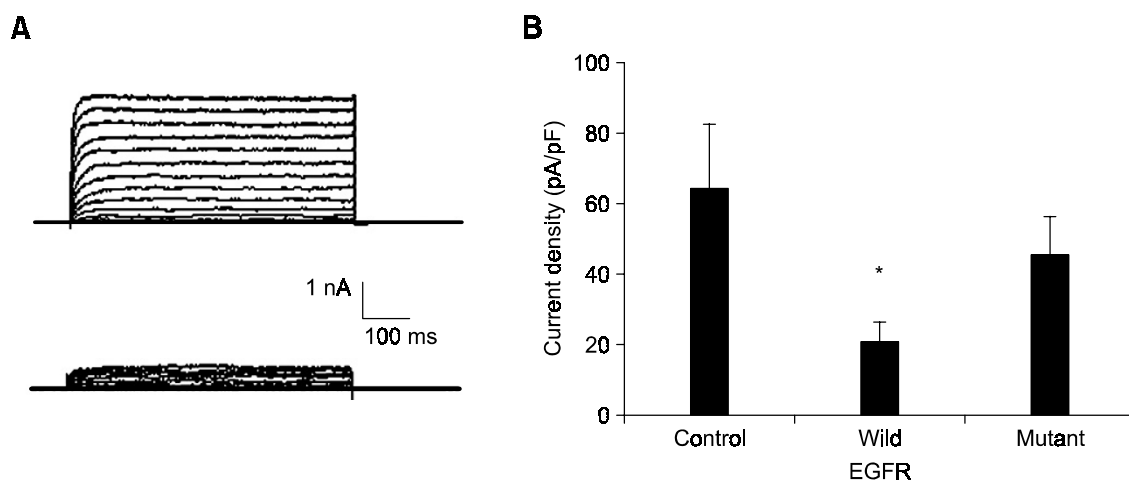 A
1 nA
100 ms
B
Current density (pA/pF)
100
80
60
40
20
0
*
Control
Wild
Mutant
EGFR